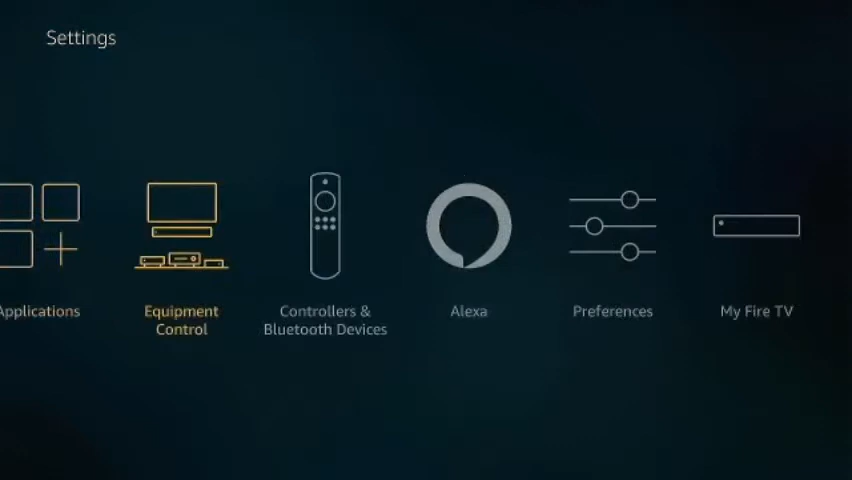 Settings
Applications
Equipment
Control
Controllers &
Bluetooth Devices
Alexa
Preferences
My Fire TV